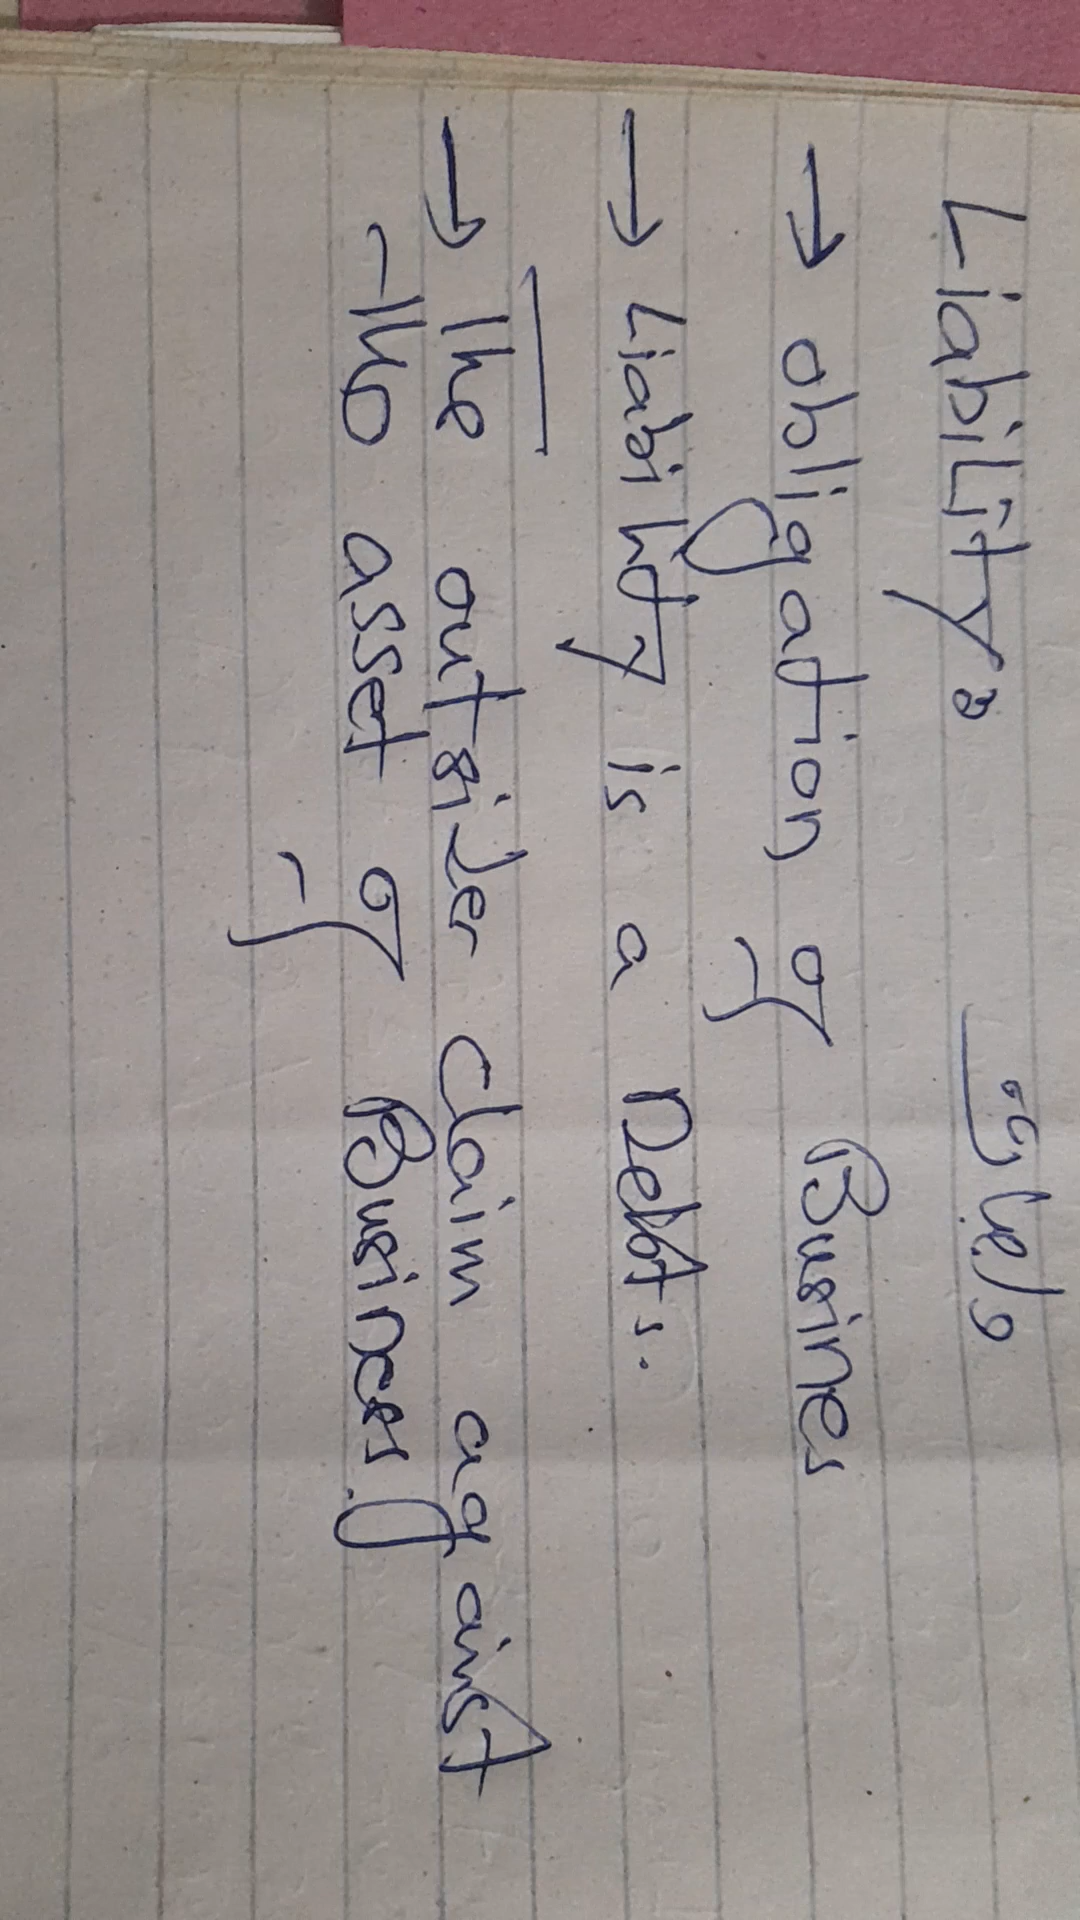 Liability
→ obligation of Busines
→ Liability is a Debts.
→ The outsider claim against
the asset of Business.